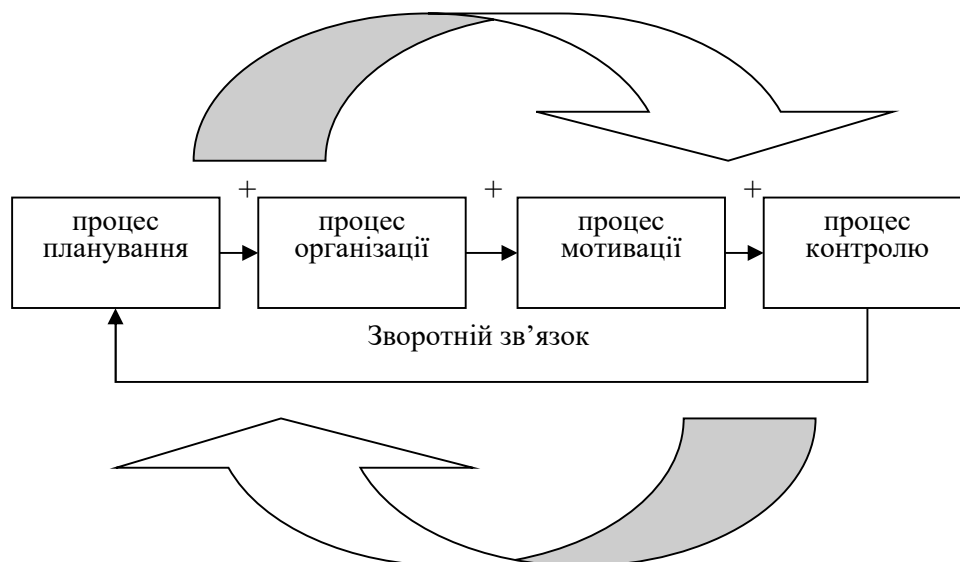 + + +
процес процес процес процес
планування організації мотивації контролю
Зворотній зв’язок